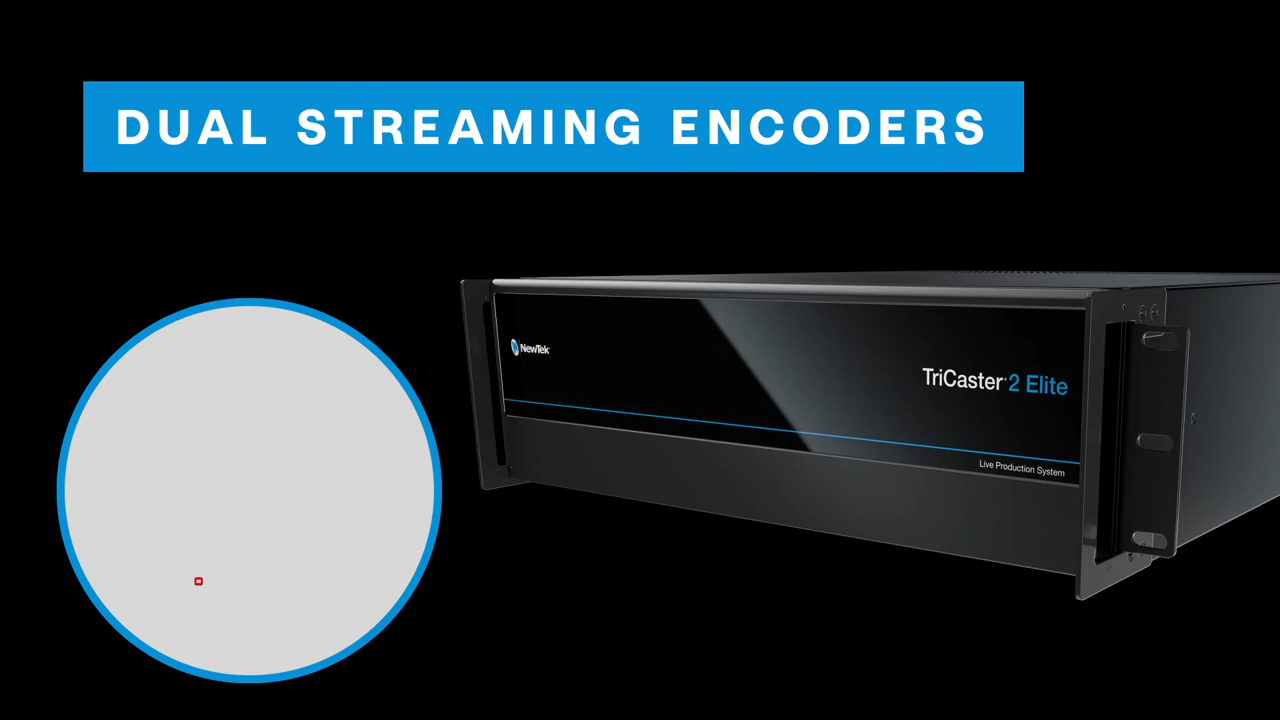 DUAL STREAMING ENCODERS
NewTek
TriCaster® 2 Elite
Live Production System